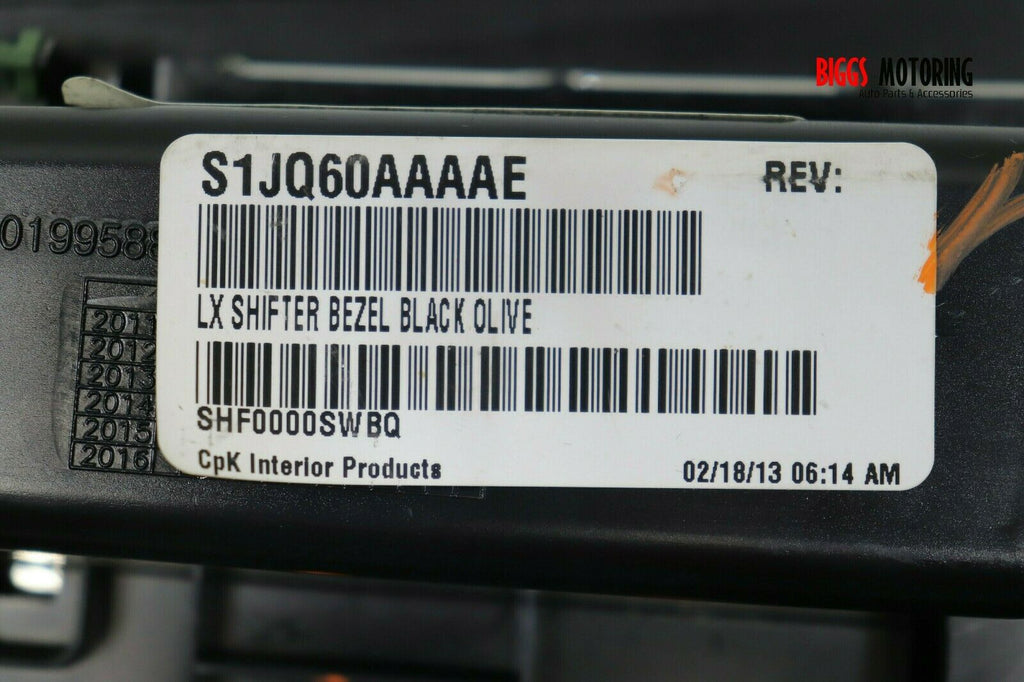 BIGGS MOTORING
Auto Parts & Accessories
S1JQ60AAAAAE
REV:
LX SHIFTER BEZEL BLACK OLIVE
SHF0000SWBQ
CpK Interior Products
02/18/13 06:14 AM
2011
2012
2013
2014
2015
2016